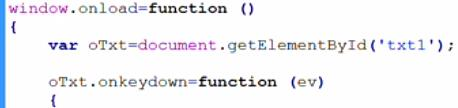 window.onload=function ()
{
    var oTxt=document.getElementById('txt1');
    oTxt.onkeydown=function (ev)
    {